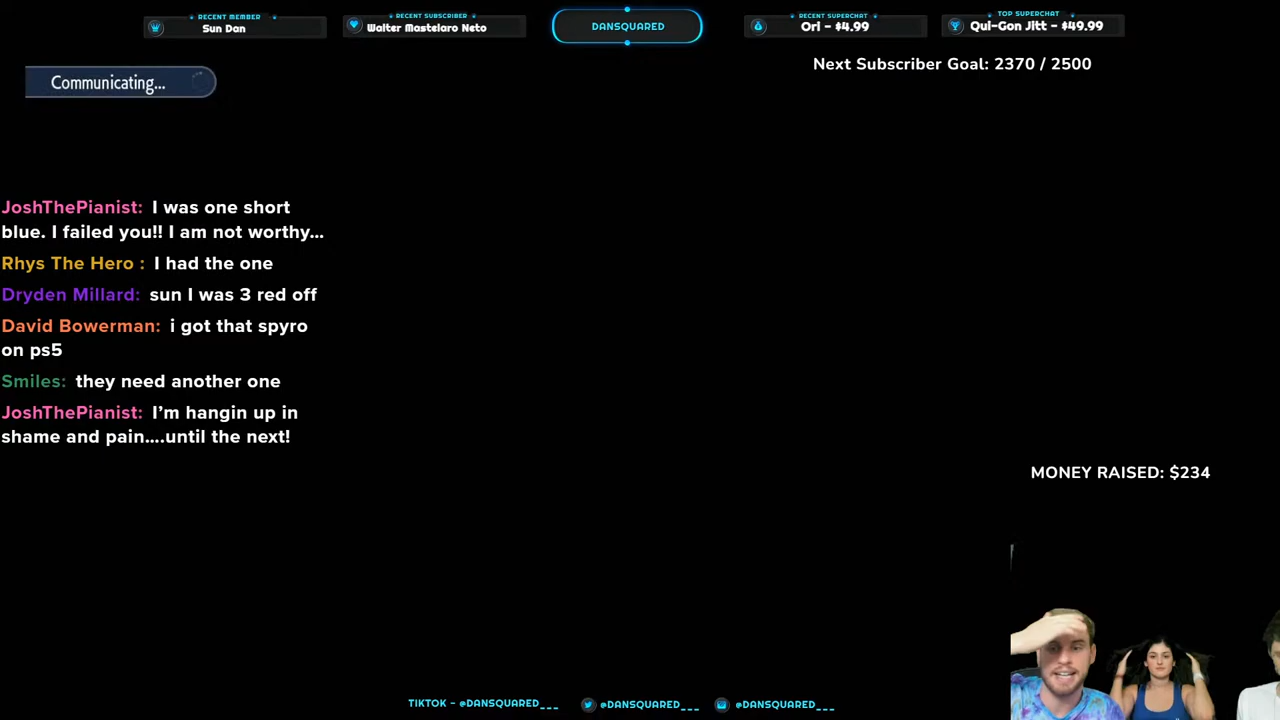 RECENT MEMBER
Sun Dan
RECENT SUBSCRIBER
Walter Mastelaro Neto
DANSQUARED
RECENT SUPERCHAT
Ori - $4.99
TOP SUPERCHAT
Qui-Gon Jitt - $49.99
Next Subscriber Goal: 2370 / 2500
Communicating...
JoshThePianist: I was one short
blue. I failed you!! I am not worthy...
Rhys The Hero : I had the one
Dryden Millard: sun I was 3 red off
David Bowerman: i got that spyro
on ps5
Smiles: they need another one
JoshThePianist: I’m hangin up in
shame and pain....until the next!
MONEY RAISED: $234
TIKTOK - @DANSQUARED___
@DANSQUARED___
@DANSQUARED___